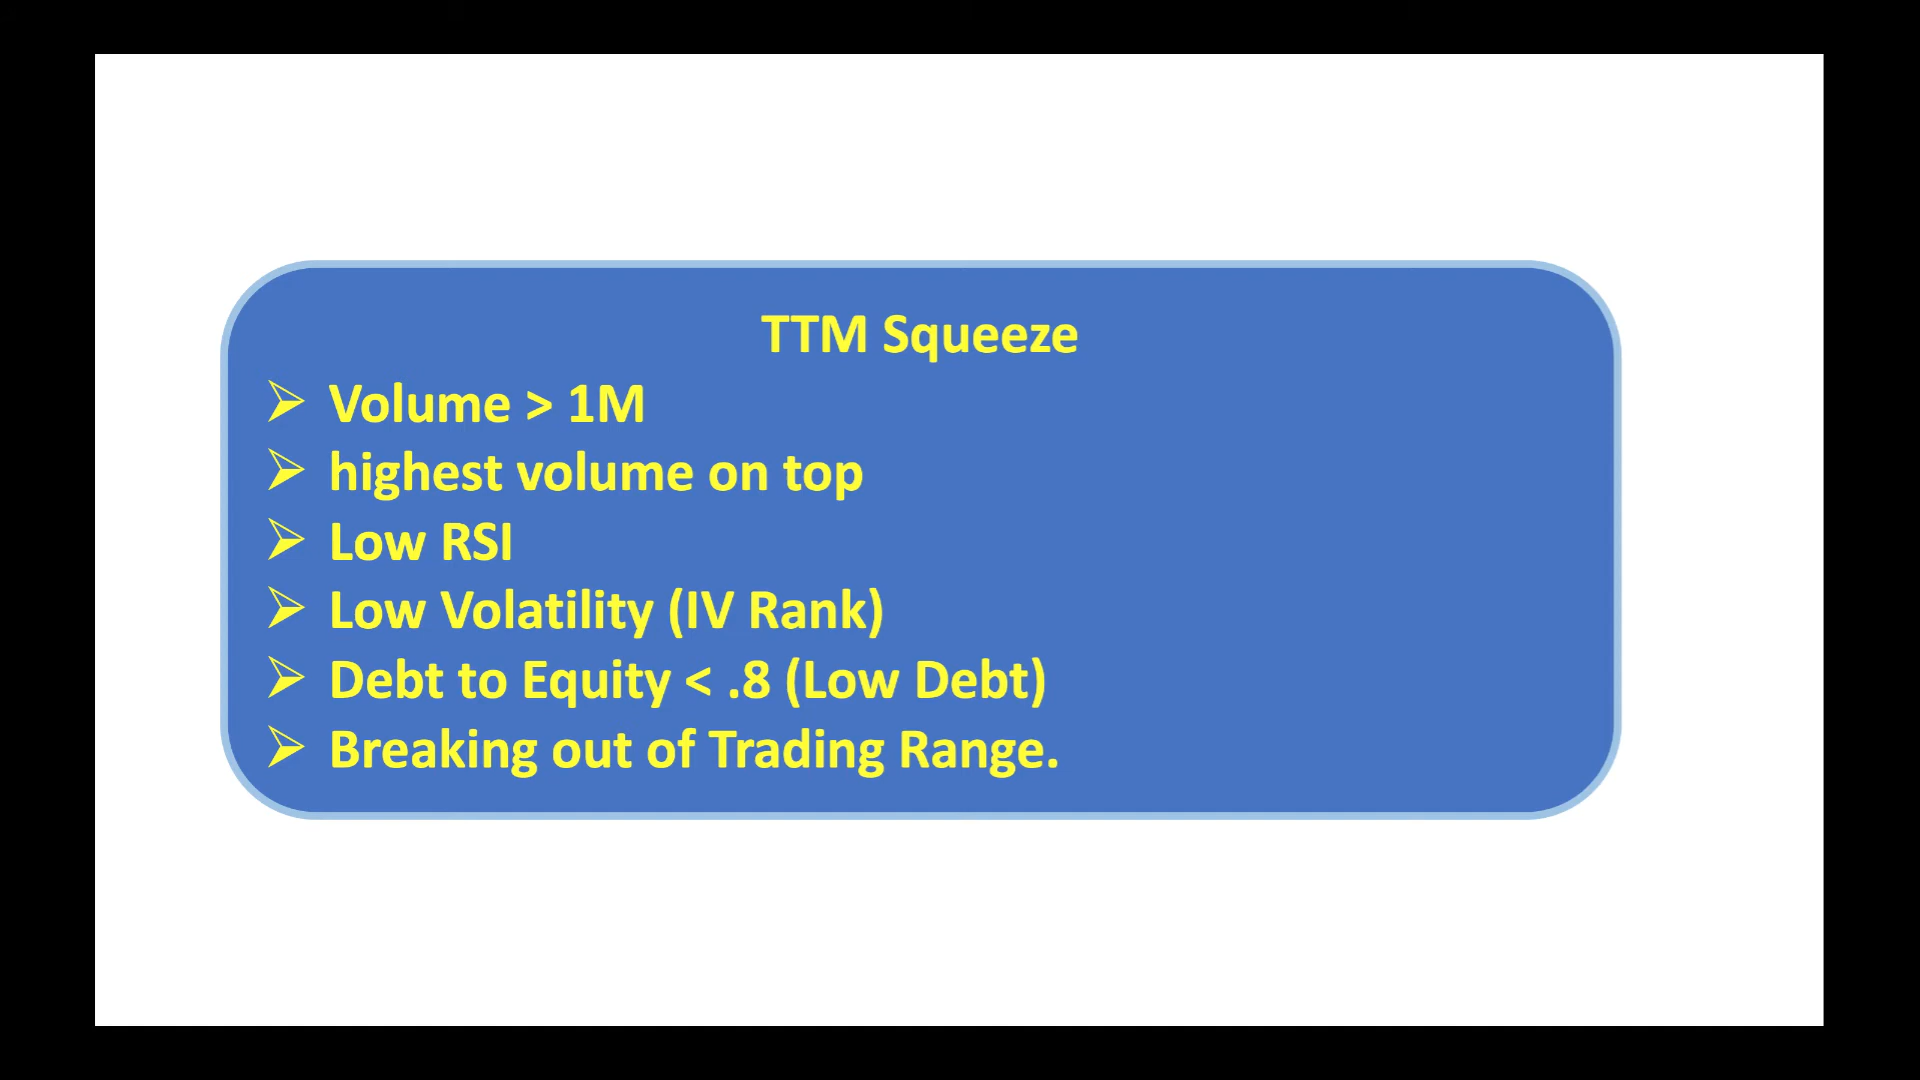 TTM Squeeze
➢ Volume > 1M
➢ highest volume on top
➢ Low RSI
➢ Low Volatility (IV Rank)
➢ Debt to Equity < .8 (Low Debt)
➢ Breaking out of Trading Range.